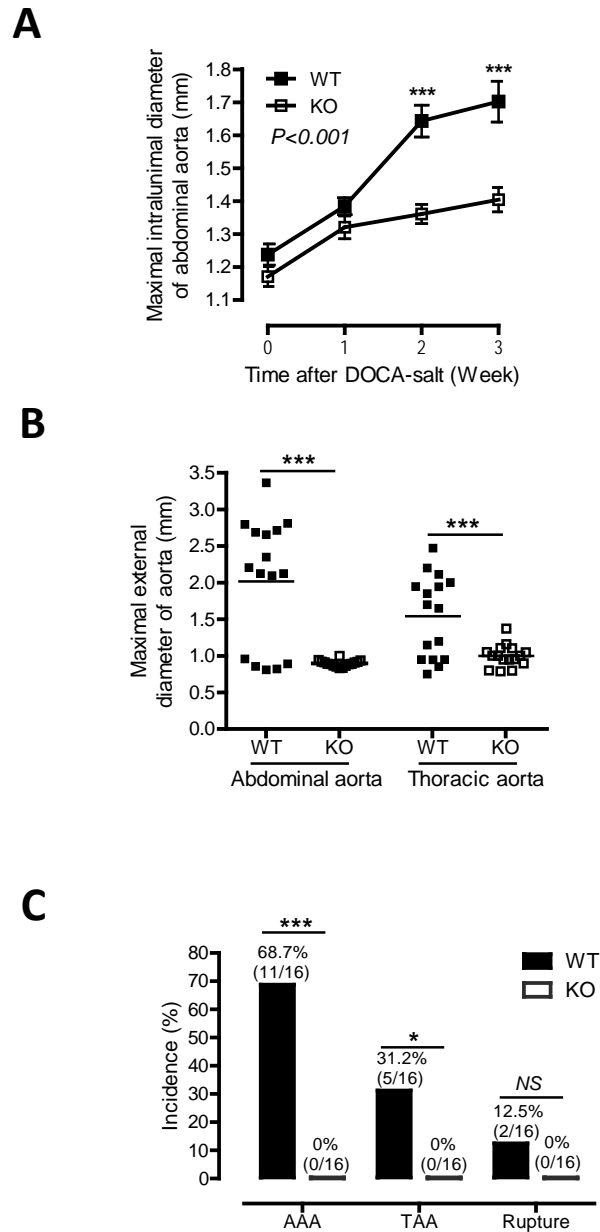 A
Maximal intralunimal diameter
of abdominal aorta (mm)
1.8
1.7
1.6
1.5
1.4
1.3
1.2
1.1
WT
KO
P<0.001
***
***
0 1 2 3
Time after DOCA-salt (Week)
B
Maximal external
diameter of aorta (mm)
3.5
3.0
2.5
2.0
1.5
1.0
0.5
0.0
***
***
WT KO WT KO
Abdominal aorta Thoracic aorta
C
Incidence (%)
80
70
60
50
40
30
20
10
0
***
68.7%
(11/16)
0%
(0/16)
*
31.2%
(5/16)
0%
(0/16)
NS
12.5%
(2/16)
0%
(0/16)
WT
KO
AAA TAA Rupture